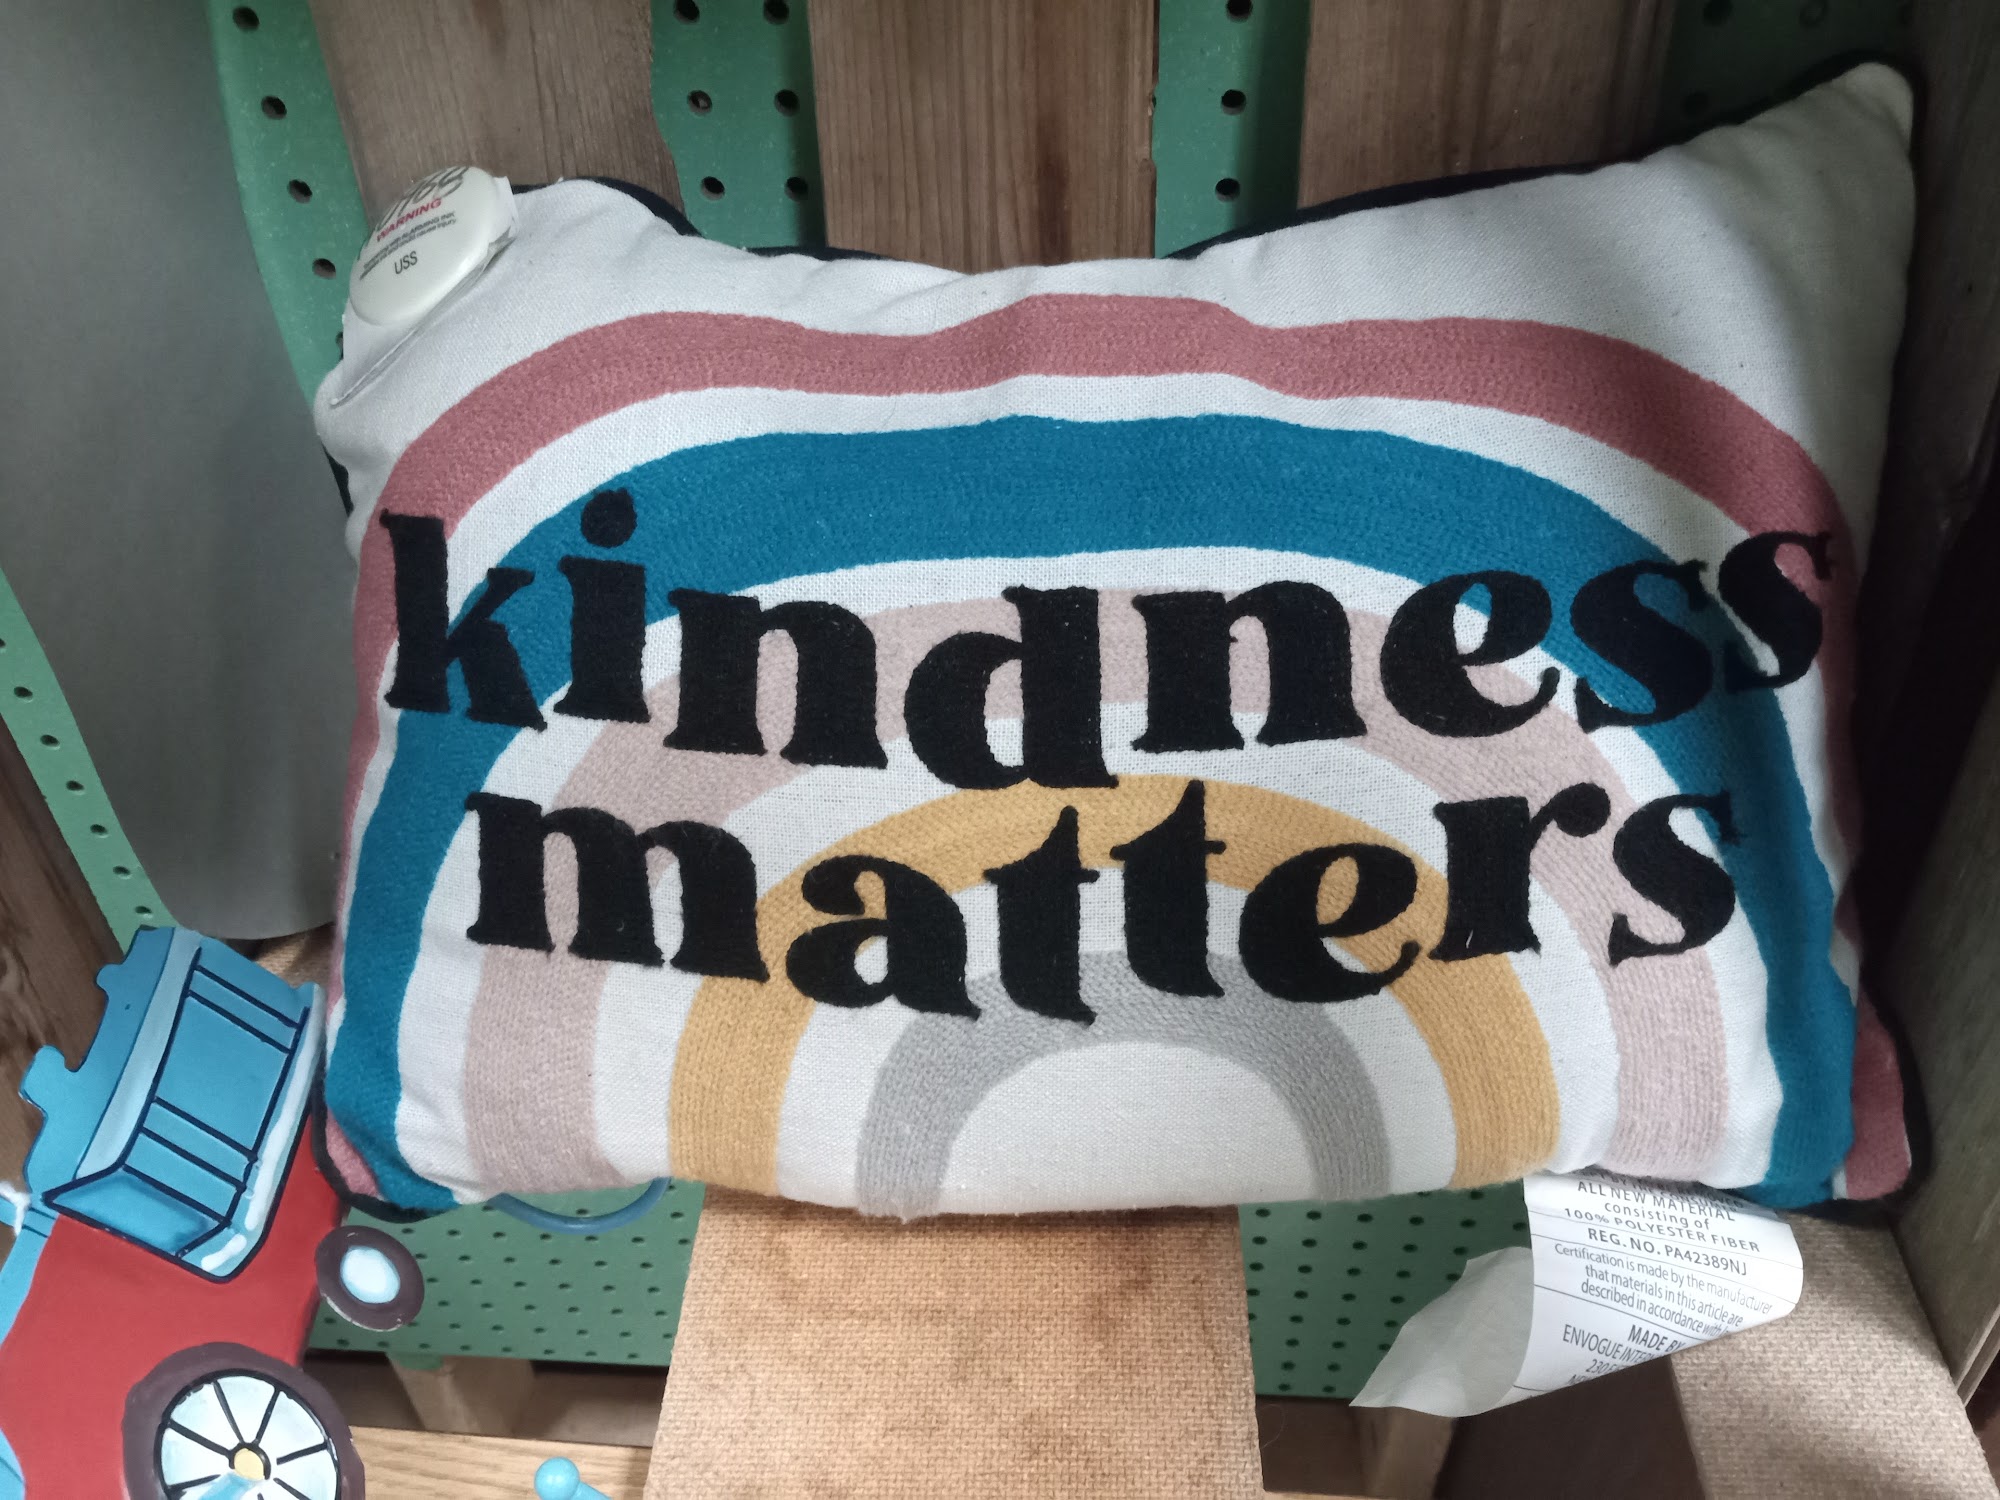 WARNING
USS
kindness
matters
ALL NEW MATERIAL
consisting of
100% POLYESTER FIBER
REG. NO. PA42389NJ
Certification is made by the manufacturer
that materials in this article are
described in accordance
MADE BY
ENVOGUE